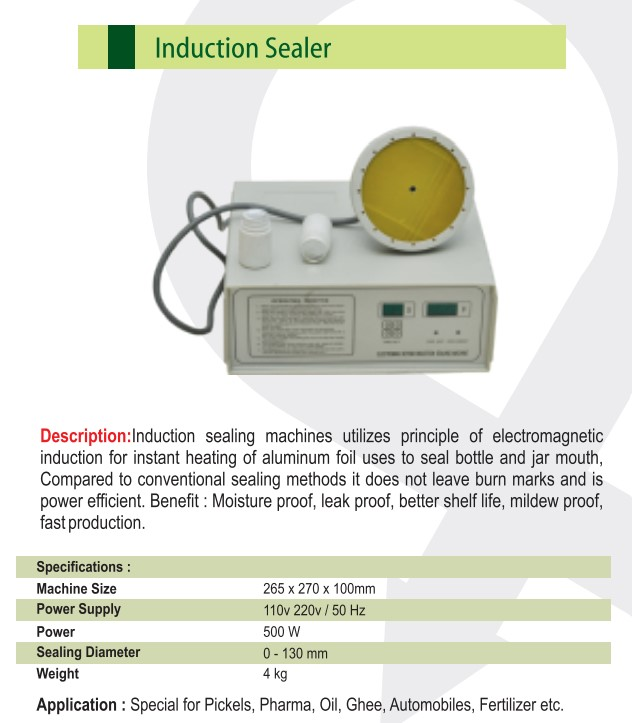 Induction Sealer
Description:Induction sealing machines utilizes principle of electromagnetic
induction for instant heating of aluminum foil uses to seal bottle and jar mouth,
Compared to conventional sealing methods it does not leave burn marks and is
power efficient. Benefit : Moisture proof, leak proof, better shelf life, mildew proof,
fast production.
Specifications :
Machine Size 265 x 270 x 100mm
Power Supply 110v 220v / 50 Hz
Power 500 W
Sealing Diameter 0 - 130 mm
Weight 4 kg
Application : Special for Pickels, Pharma, Oil, Ghee, Automobiles, Fertilizer etc.